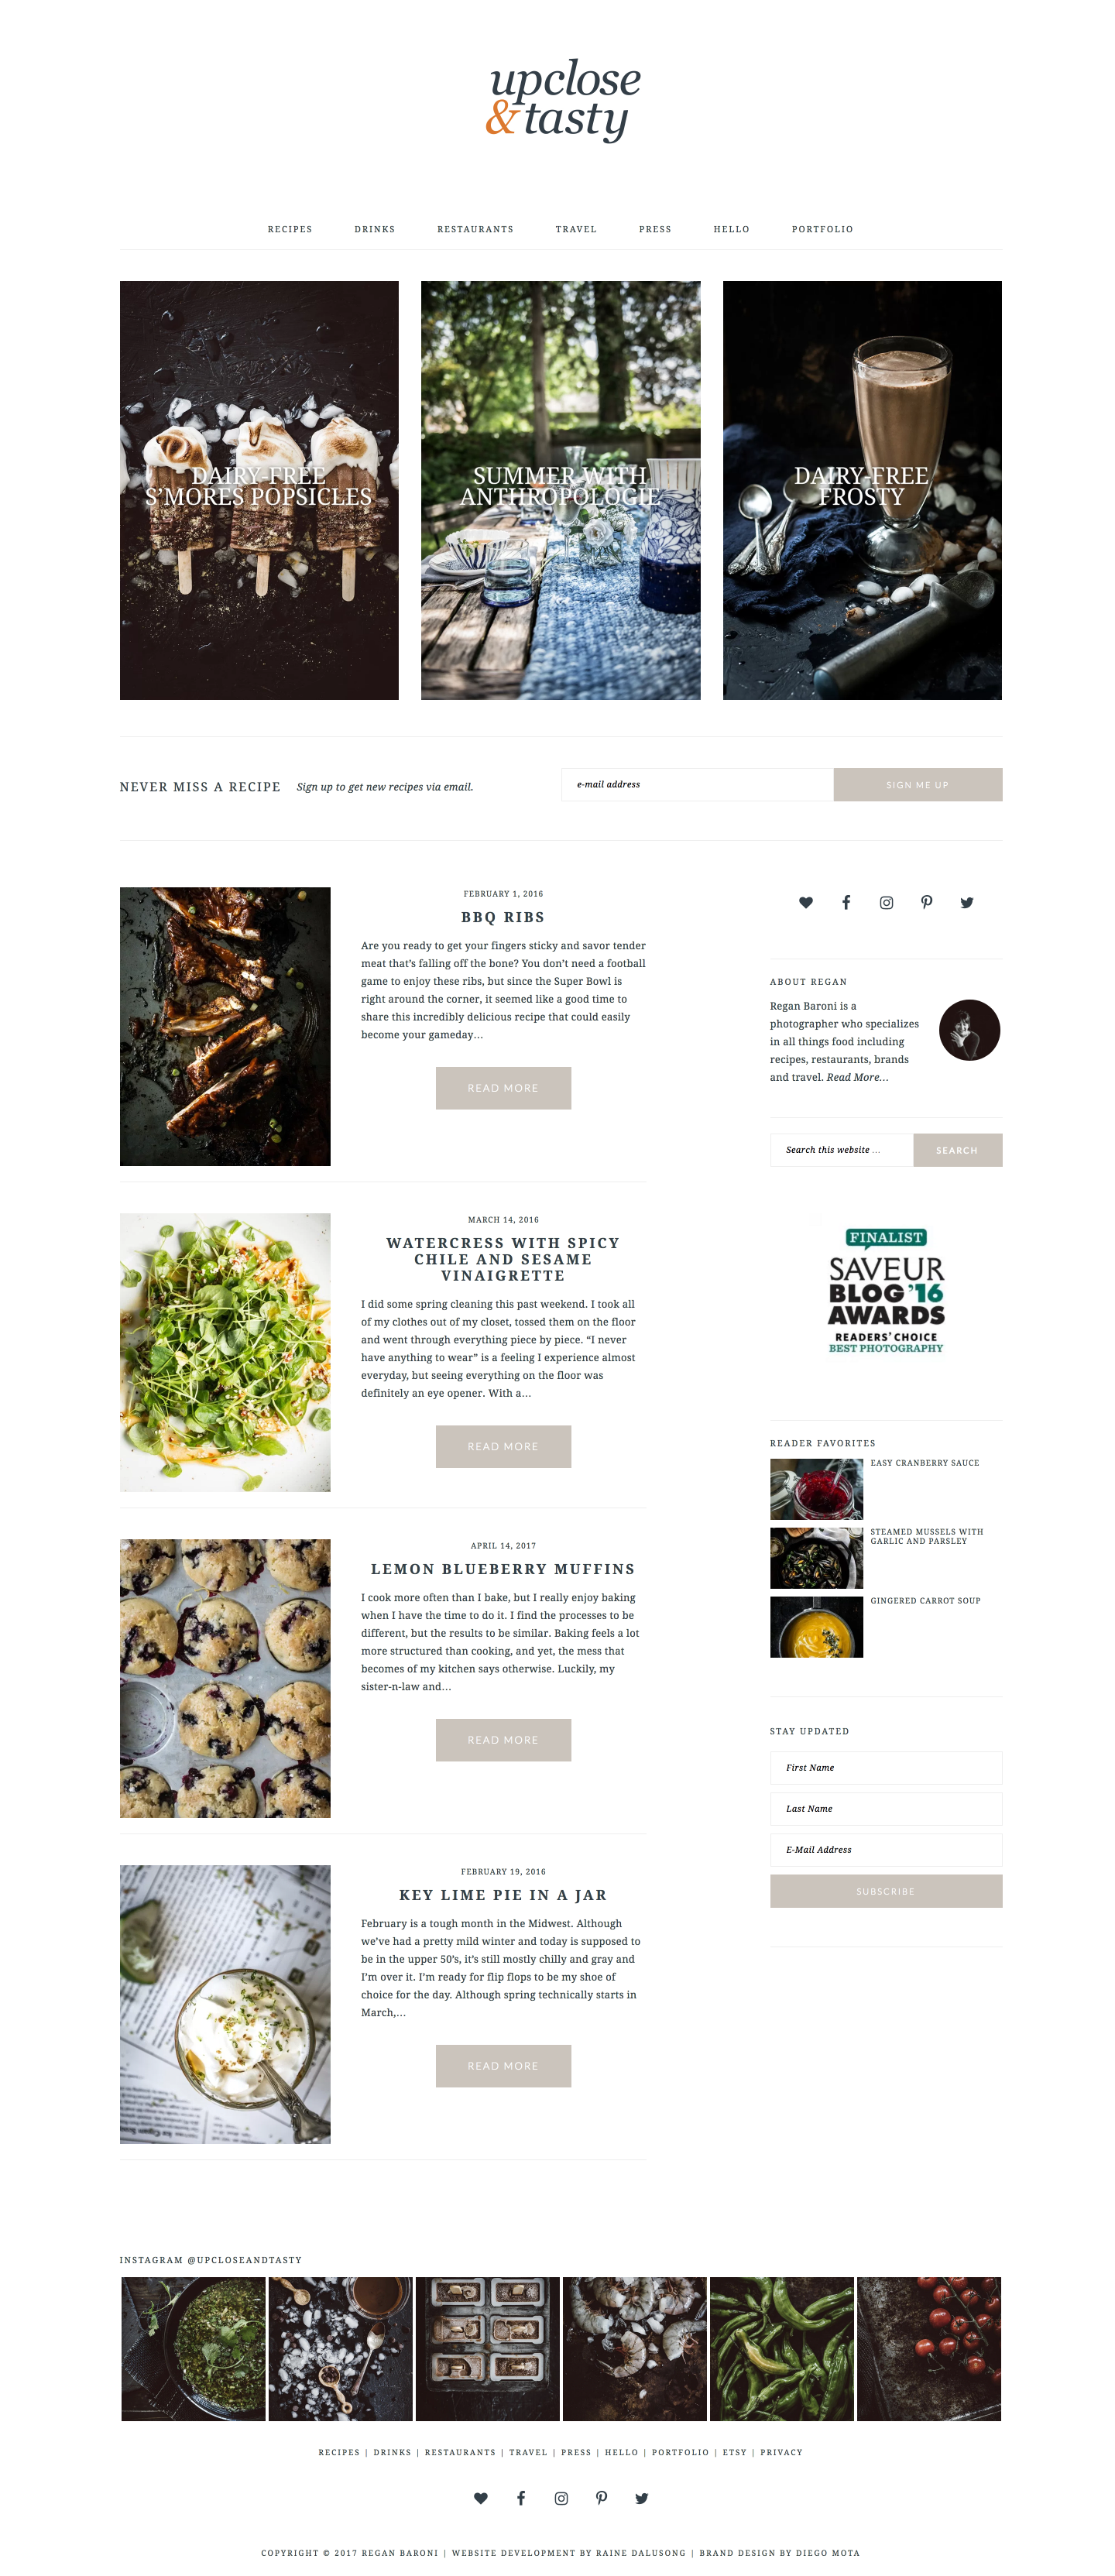 upclose
&tasty
RECIPES DRINKS RESTAURANTS TRAVEL PRESS HELLO PORTFOLIO
DAIRY-FREE
S’MORES POPSICLES
SUMMER WITH
ANTHROPOLOGIE
DAIRY-FREE
FROSTY
NEVER MISS A RECIPE Sign up to get new recipes via email.
e-mail address
SIGN ME UP
FEBRUARY 1, 2016
BBQ RIBS
Are you ready to get your fingers sticky and savor tender
meat that’s falling off the bone? You don’t need a football
game to enjoy these ribs, but since the Super Bowl is
right around the corner, it seemed like a good time to
share this incredibly delicious recipe that could easily
become your gameday…
READ MORE
MARCH 14, 2016
WATERCRESS WITH SPICY
CHILE AND SESAME
VINAIGRETTE
I did some spring cleaning this past weekend. I took all
of my clothes out of my closet, tossed them on the floor
and went through everything piece by piece. “I never
have anything to wear” is a feeling I experience almost
everyday, but seeing everything on the floor was
definitely an eye opener. With a…
READ MORE
APRIL 14, 2017
LEMON BLUEBERRY MUFFINS
I cook more often than I bake, but I really enjoy baking
when I have the time to do it. I find the processes to be
different, but the results to be similar. Baking feels a lot
more structured than cooking, and yet, the mess that
becomes of my kitchen says otherwise. Luckily, my
sister-n-law and…
READ MORE
FEBRUARY 19, 2016
KEY LIME PIE IN A JAR
February is a tough month in the Midwest. Although
we’ve had a pretty mild winter and today is supposed to
be in the upper 50’s, it’s still mostly chilly and gray and
I’m over it. I’m ready for flip flops to be my shoe of
choice for the day. Although spring technically starts in
March,…
READ MORE
ABOUT REGAN
Regan Baroni is a
photographer who specializes
in all things food including
recipes, restaurants, brands
and travel. Read More…
Search this website …
SEARCH
FINALIST
SAVEUR
BLOG ’16
AWARDS
READERS’ CHOICE
BEST PHOTOGRAPHY
READER FAVORITES
EASY CRANBERRY SAUCE
STEAMED MUSSELS WITH
GARLIC AND PARSLEY
GINGERED CARROT SOUP
STAY UPDATED
First Name
Last Name
E-Mail Address
SUBSCRIBE
INSTAGRAM @UPCLOSEANDTASTY
RECIPES | DRINKS | RESTAURANTS | TRAVEL | PRESS | HELLO | PORTFOLIO | ETSY | PRIVACY
COPYRIGHT © 2017 REGAN BARONI | WEBSITE DEVELOPMENT BY RAINE DALUSONG | BRAND DESIGN BY DIEGO MOTA